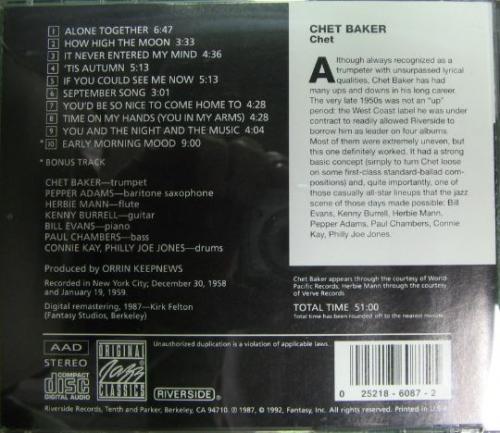 1 ALONE TOGETHER 6:47
2 HOW HIGH THE MOON 3:33
3 IT NEVER ENTERED MY MIND 4:36
4 'TIS AUTUMN 5:13
5 IF YOU COULD SEE ME NOW 5:13
6 SEPTEMBER SONG 3:01
7 YOU'D BE SO NICE TO COME HOME TO 4:28
8 TIME ON MY HANDS (YOU IN MY ARMS) 4:28
9 YOU AND THE NIGHT AND THE MUSIC 4:04
*10 EARLY MORNING MOOD 9:00
* BONUS TRACK
CHET BAKER—trumpet
PEPPER ADAMS—baritone saxophone
HERBIE MANN—flute
KENNY BURRELL—guitar
BILL EVANS—piano
PAUL CHAMBERS—bass
CONNIE KAY, PHILLY JOE JONES—drums
Produced by ORRIN KEEPNEWS
Recorded in New York City; December 30, 1958
and January 19, 1959
Digital remastering, 1987—Kirk Felton
(Fantasy Studios, Berkeley)
CHET BAKER
Chet
Although always recognized as a
trumpeter with unsurpassed lyrical
qualities, Chet Baker has had
many ups and downs in his long career.
The very late 1950s was not an "up"
period: the West Coast label he was under
contract to readily allowed Riverside to
borrow him as leader on four albums.
Most of them were extremely uneven, but
this one definitely worked. It had a strong
basic concept (simply to turn Chet loose
on some first-class standard-ballad com-
positions) and, quite importantly, one of
those casually all-star lineups that the jazz
scene of those days made possible: Bill
Evans, Kenny Burrell, Herbie Mann,
Pepper Adams, Paul Chambers, Connie
Kay, Philly Joe Jones.
Chet Baker appears through the courtesy of World-
Pacific Records; Herbie Mann through the courtesy
of Verve Records
TOTAL TIME 51:00
Total time has been rounded off to the nearest minute.
AAD
STEREO
COMPACT
disc
DIGITAL AUDIO
ORIGINAL
Jazz
CLASSICS
RIVERSIDE
Unauthorized duplication is a violation of applicable laws.
0 25218-6087-2
Riverside Records, Tenth and Parker, Berkeley, CA 94710. ℗ 1987, © 1992, Fantasy, Inc. All rights reserved. Printed in U.S.A.